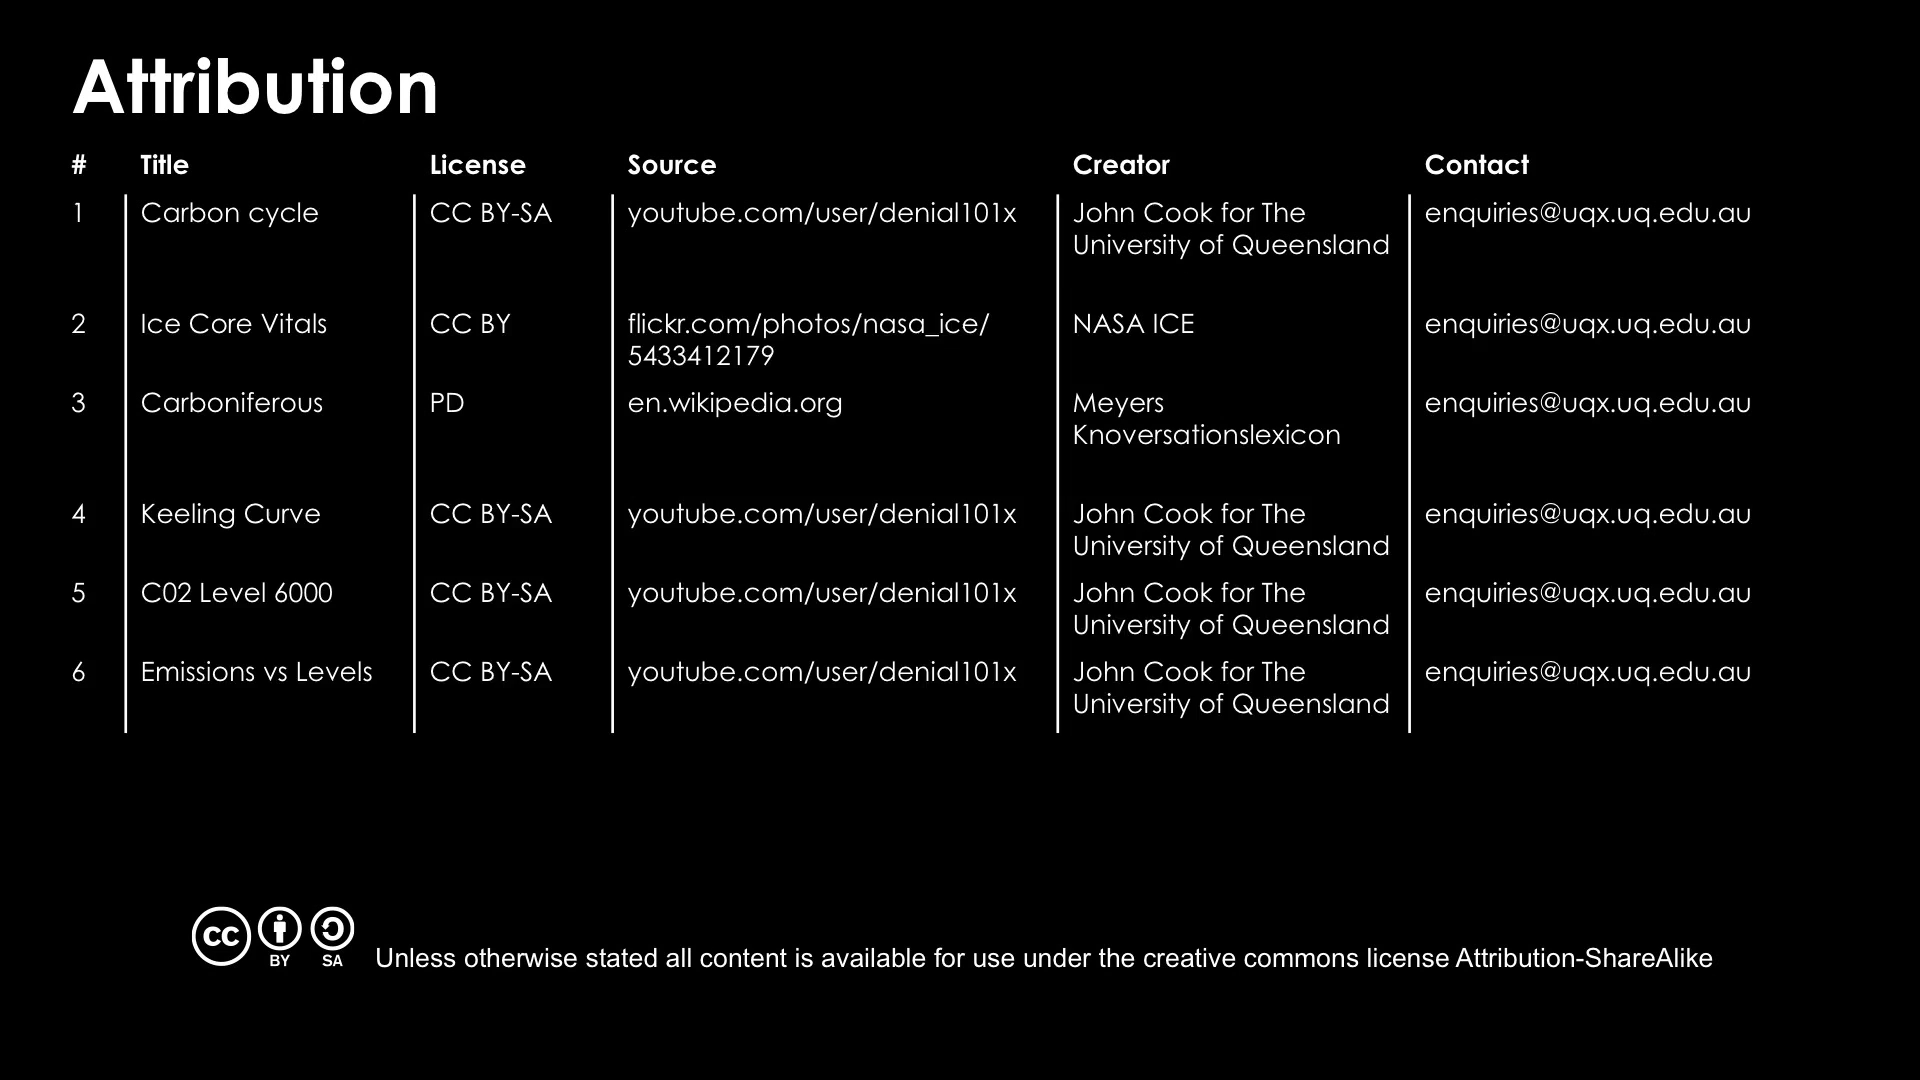 Attribution
# Title License Source Creator Contact
1 Carbon cycle CC BY-SA youtube.com/user/denial101x John Cook for The enquiries@uqx.uq.edu.au
University of Queensland
2 Ice Core Vitals CC BY flickr.com/photos/nasa_ice/ NASA ICE enquiries@uqx.uq.edu.au
5433412179
3 Carboniferous PD en.wikipedia.org Meyers enquiries@uqx.uq.edu.au
Knoversationslexicon
4 Keeling Curve CC BY-SA youtube.com/user/denial101x John Cook for The enquiries@uqx.uq.edu.au
University of Queensland
5 C02 Level 6000 CC BY-SA youtube.com/user/denial101x John Cook for The enquiries@uqx.uq.edu.au
University of Queensland
6 Emissions vs Levels CC BY-SA youtube.com/user/denial101x John Cook for The enquiries@uqx.uq.edu.au
University of Queensland
cc
BY SA Unless otherwise stated all content is available for use under the creative commons license Attribution-ShareAlike